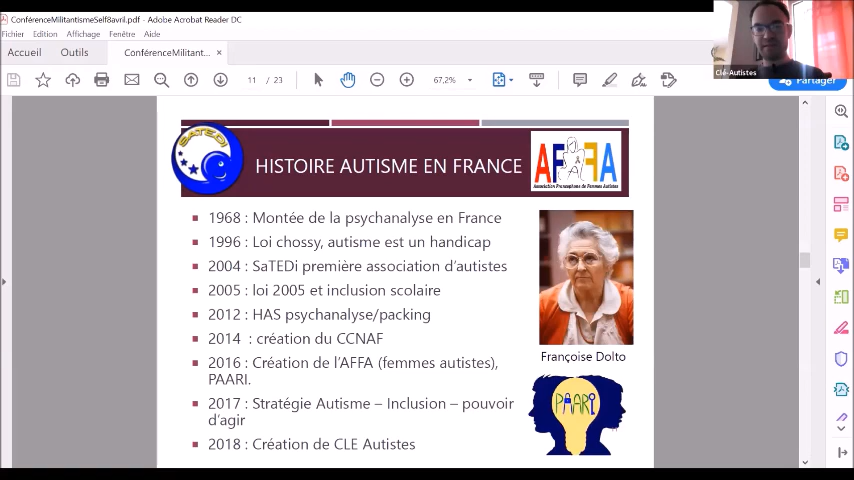 ConférenceMilitantismeSelf8avril.pdf - Adobe Acrobat Reader DC
Fichier Edition Affichage Fenêtre Aide
Accueil Outils ConférenceMilitant... ×
11 / 23 67,2%
Clé-Autistes
Partager
SATEDI
HISTOIRE AUTISME EN FRANCE
AFFA
Association Francophone de Femmes Autistes
1968 : Montée de la psychanalyse en France
1996 : Loi chossy, autisme est un handicap
2004 : SaTEDi première association d'autistes
2005 : loi 2005 et inclusion scolaire
2012 : HAS psychanalyse/packing
2014 : création du CCNAF
2016 : Création de l'AFFA (femmes autistes),
PAARI.
2017 : Stratégie Autisme – Inclusion – pouvoir
d'agir
2018 : Création de CLE Autistes
Françoise Dolto
PAARI